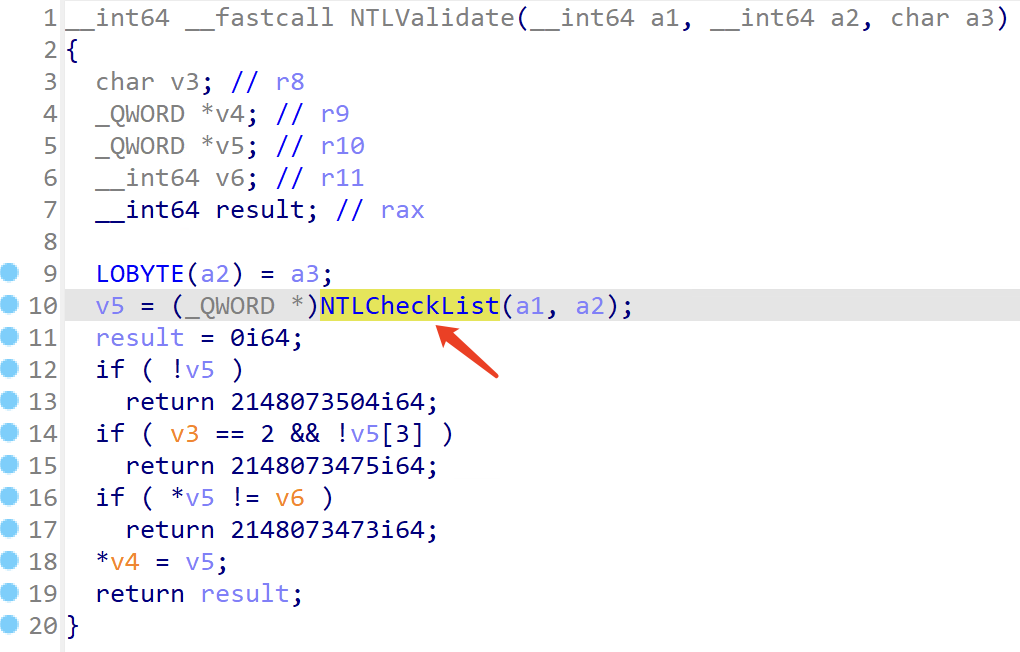 1 __int64 __fastcall NTLValidate(__int64 a1, __int64 a2, char a3)
2 {
3   char v3; // r8
4   _QWORD *v4; // r9
5   _QWORD *v5; // r10
6   __int64 v6; // r11
7   __int64 result; // rax
8
9   LOBYTE(a2) = a3;
10   v5 = (_QWORD *)NTLCheckList(a1, a2);
11   result = 0i64;
12   if ( !v5 )
13     return 2148073504i64;
14   if ( v3 == 2 && !v5[3] )
15     return 2148073475i64;
16   if ( *v5 != v6 )
17     return 2148073473i64;
18   *v4 = v5;
19   return result;
20 }